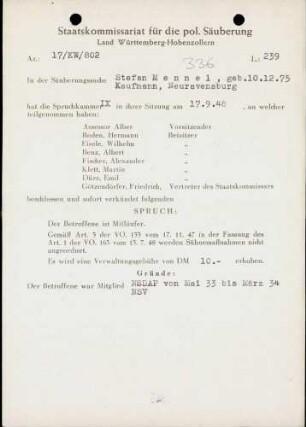 Staatskommissariat für die pol. Säuberung
Land Württemberg-Hohenzollern
Az.: 17/KW/802
L: 239
336
In der Säuberungssache Stefan M e n n e l , geb.10.12.75
Kaufmann, Neuravensburg
hat die Spruchkammer IX in ihrer Sitzung am 17.9.48 , an welcher
teilgenommen haben:
Assessor Alber Vorsitzender
Boden, Hermann Beisitzer
Eisele, Wilhelm
Benz, Albert
Fischer, Alexander
Klett, Martin
Dürr, Emil
Götzendörfer, Friedrich, Vertreter des Staatskommissars
beschlossen und sofort verkündet folgenden
SPRUCH:
Der Betroffene ist Mitläufer.
Gemäß Art. 3 der VO. 133 vom 17. 11. 47 (in der Fassung des
Art. 1 der VO. 165 vom 13. 7. 48 werden Sühnemaßnahmen nicht
angeordnet.
Es wird eine Verwaltungsgebühr von DM 10.- erhoben.
Gründe:
Der Betroffene war Mitglied NSDAP von Mai 33 bis März 34
NSV